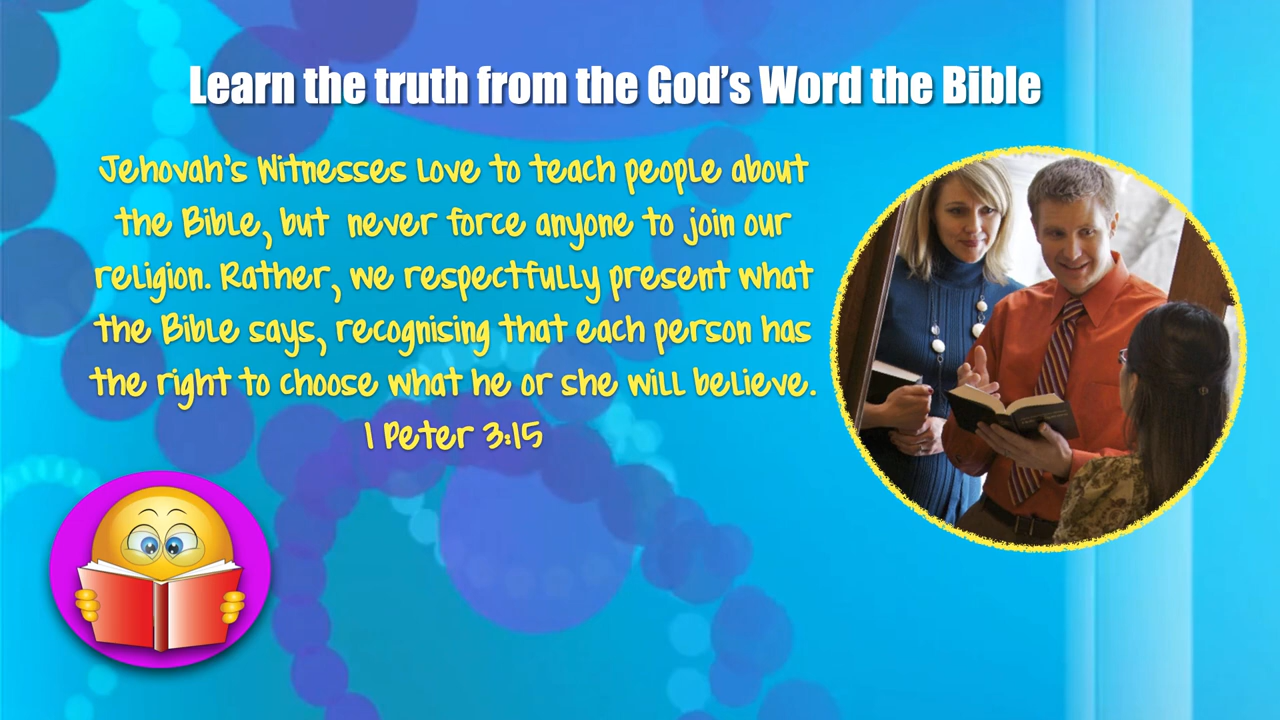 Learn the truth from the God's Word the Bible
Jehovah's Witnesses love to teach people about
the Bible, but never force anyone to join our
religion. Rather, we respectfully present what
the Bible says, recognising that each person has
the right to choose what he or she will believe.
1 Peter 3:15